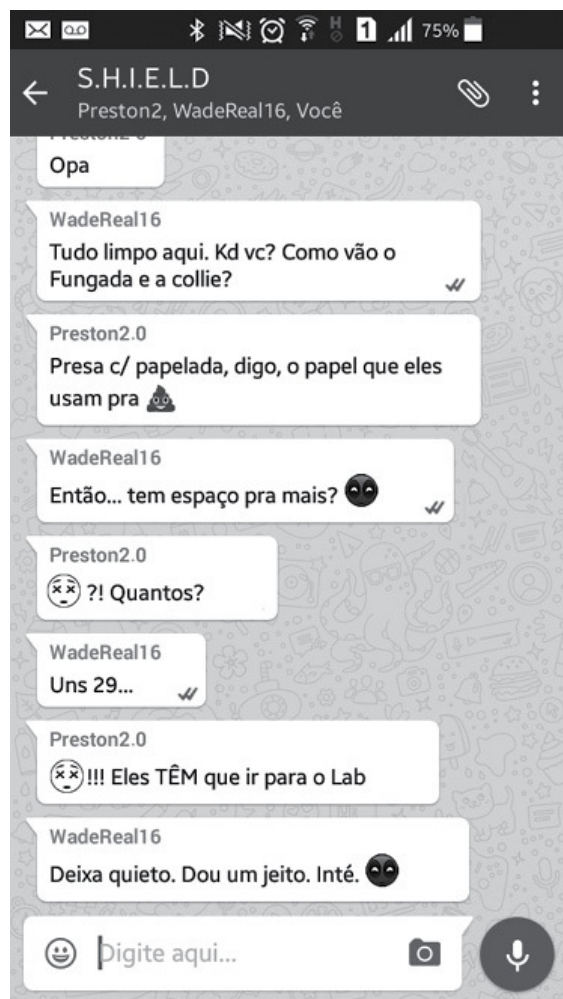 75%
S.H.I.E.L.D
Preston2, WadeReal16, Você
Opa
WadeReal16
Tudo limpo aqui. Kd vc? Como vão o
Fungada e a collie?
Preston2.0
Presa c/ papelada, digo, o papel que eles
usam pra 💩
WadeReal16
Então... tem espaço pra mais?
Preston2.0
?! Quantos?
WadeReal16
Uns 29...
Preston2.0
!!! Eles TÊM que ir para o Lab
WadeReal16
Deixa quieto. Dou um jeito. Inté.
Digite aqui...